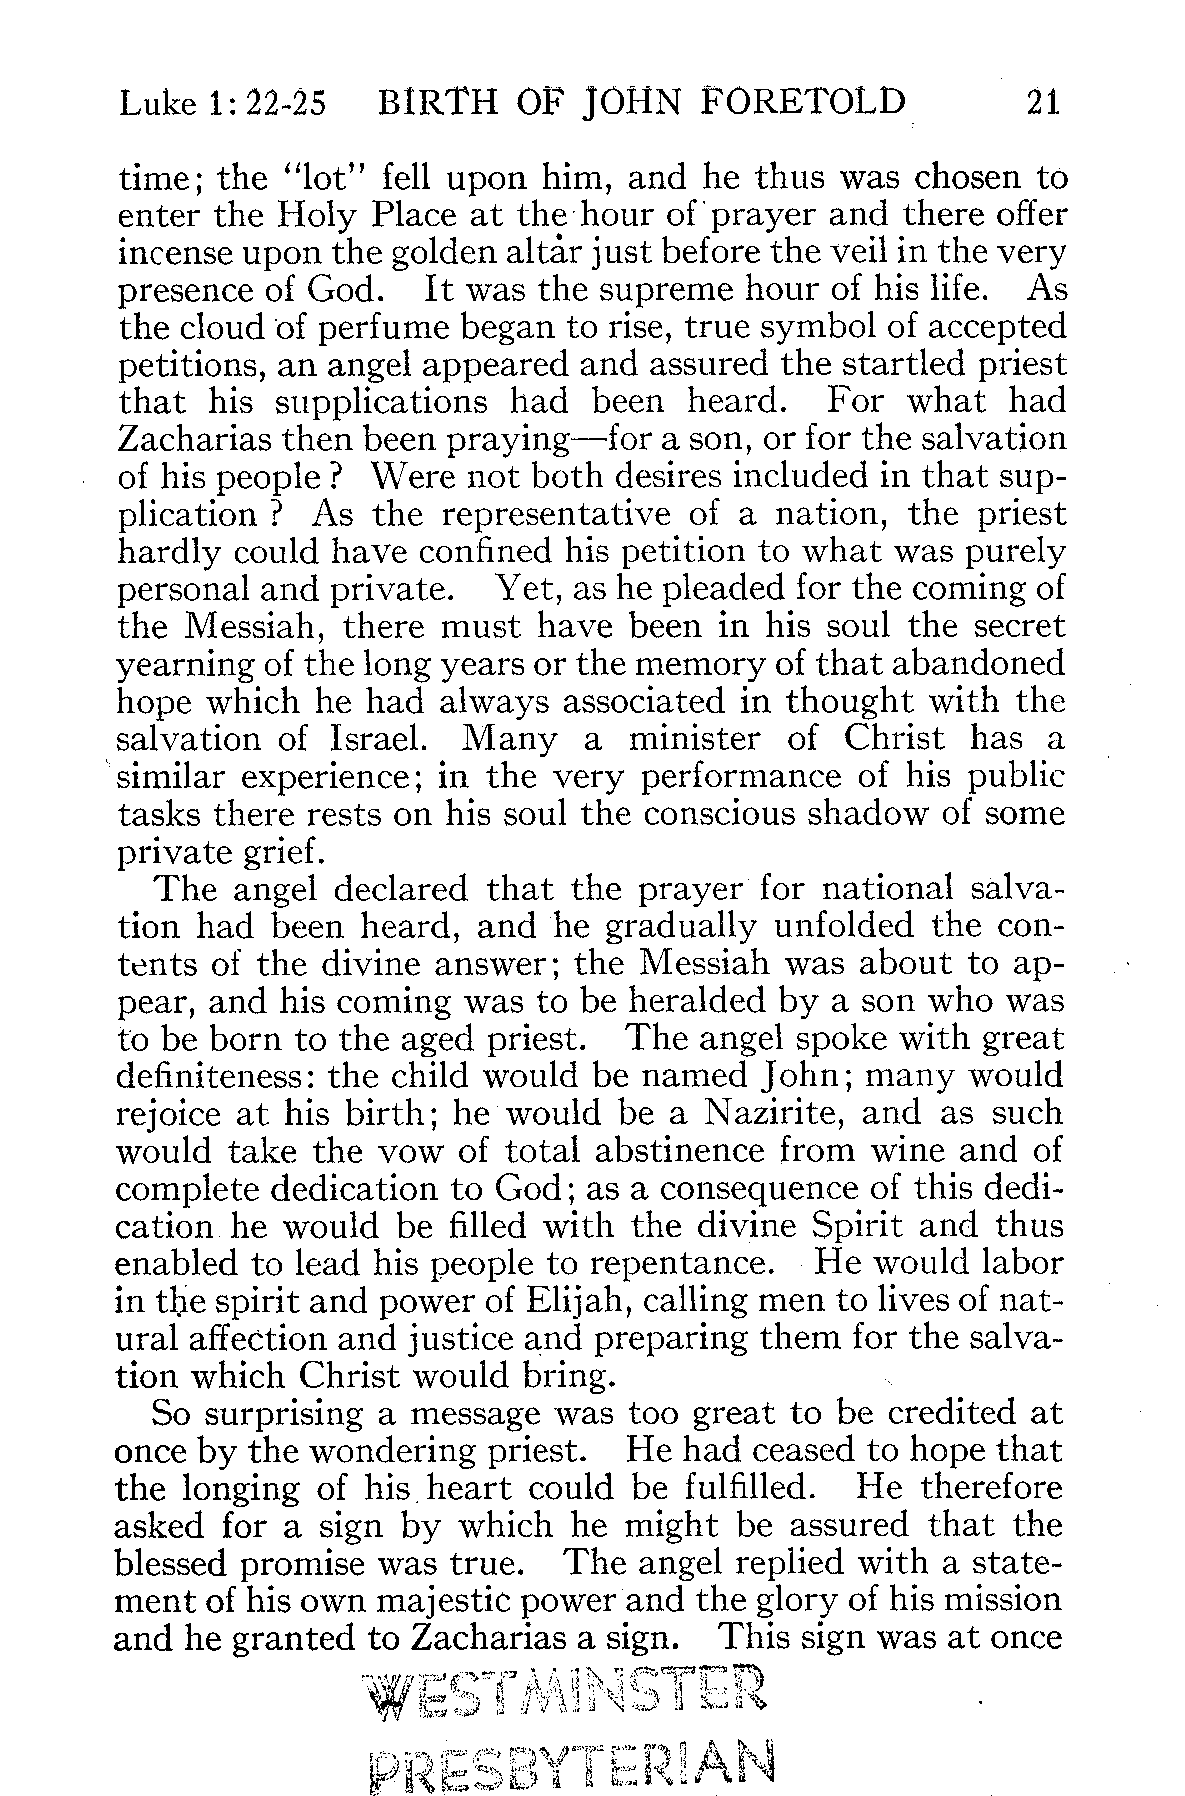 Luke 1: 22-25 BIRTH OF JOHN FORETOLD 21
time; the “lot” fell upon him, and he thus was chosen to
enter the Holy Place at the hour of prayer and there offer
incense upon the golden altar just before the veil in the very
presence of God. It was the supreme hour of his life. As
the cloud of perfume began to rise, true symbol of accepted
petitions, an angel appeared and assured the startled priest
that his supplications had been heard. For what had
Zacharias then been praying—for a son, or for the salvation
of his people? Were not both desires included in that sup-
plication? As the representative of a nation, the priest
hardly could have confined his petition to what was purely
personal and private. Yet, as he pleaded for the coming of
the Messiah, there must have been in his soul the secret
yearning of the long years or the memory of that abandoned
hope which he had always associated in thought with the
salvation of Israel. Many a minister of Christ has a
similar experience; in the very performance of his public
tasks there rests on his soul the conscious shadow of some
private grief.
The angel declared that the prayer for national salva-
tion had been heard, and he gradually unfolded the con-
tents of the divine answer; the Messiah was about to ap-
pear, and his coming was to be heralded by a son who was
to be born to the aged priest. The angel spoke with great
definiteness: the child would be named John; many would
rejoice at his birth; he would be a Nazirite, and as such
would take the vow of total abstinence from wine and of
complete dedication to God; as a consequence of this dedi-
cation he would be filled with the divine Spirit and thus
enabled to lead his people to repentance. He would labor
in the spirit and power of Elijah, calling men to lives of nat-
ural affection and justice and preparing them for the salva-
tion which Christ would bring.
So surprising a message was too great to be credited at
once by the wondering priest. He had ceased to hope that
the longing of his heart could be fulfilled. He therefore
asked for a sign by which he might be assured that the
blessed promise was true. The angel replied with a state-
ment of his own majestic power and the glory of his mission
and he granted to Zacharias a sign. This sign was at once
WESTMINSTER
PRESBYTERIAN